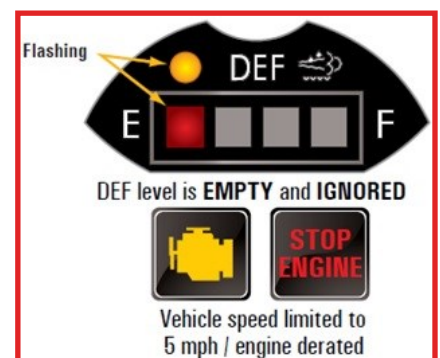 Flashing
DEF
E F
DEF level is EMPTY and IGNORED
STOP
ENGINE
Vehicle speed limited to
5 mph / engine derated